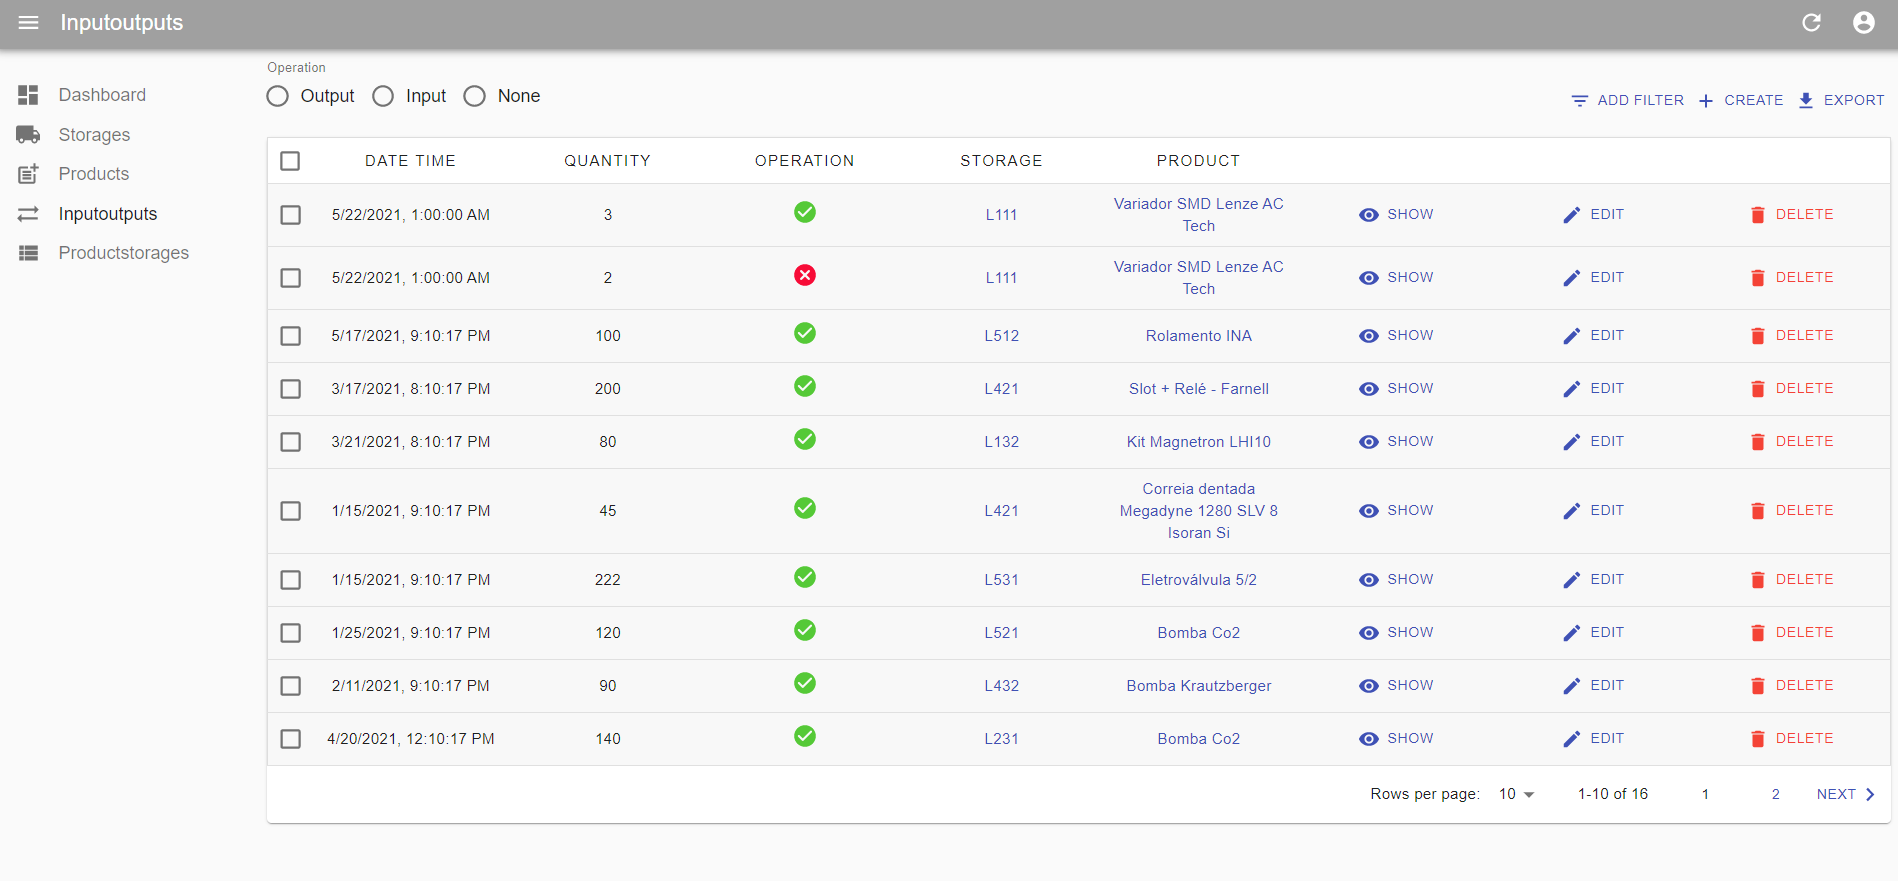 Inputoutputs
Dashboard
Storages
Products
Inputoutputs
Productstorages
Operation
Output Input None
ADD FILTER CREATE EXPORT
DATE TIME QUANTITY OPERATION STORAGE PRODUCT
5/22/2021, 1:00:00 AM 3 L111 Variador SMD Lenze AC
Tech SHOW EDIT DELETE
5/22/2021, 1:00:00 AM 2 L111 Variador SMD Lenze AC
Tech SHOW EDIT DELETE
5/17/2021, 9:10:17 PM 100 L512 Rolamento INA SHOW EDIT DELETE
3/17/2021, 8:10:17 PM 200 L421 Slot + Relé - Farnell SHOW EDIT DELETE
3/21/2021, 8:10:17 PM 80 L132 Kit Magnetron LHI10 SHOW EDIT DELETE
1/15/2021, 9:10:17 PM 45 L421 Correia dentada
Megadyne 1280 SLV 8
Isoran Si SHOW EDIT DELETE
1/15/2021, 9:10:17 PM 222 L531 Eletroválvula 5/2 SHOW EDIT DELETE
1/25/2021, 9:10:17 PM 120 L521 Bomba Co2 SHOW EDIT DELETE
2/11/2021, 9:10:17 PM 90 L432 Bomba Krautzberger SHOW EDIT DELETE
4/20/2021, 12:10:17 PM 140 L231 Bomba Co2 SHOW EDIT DELETE
Rows per page: 10 1-10 of 16 1 2 NEXT